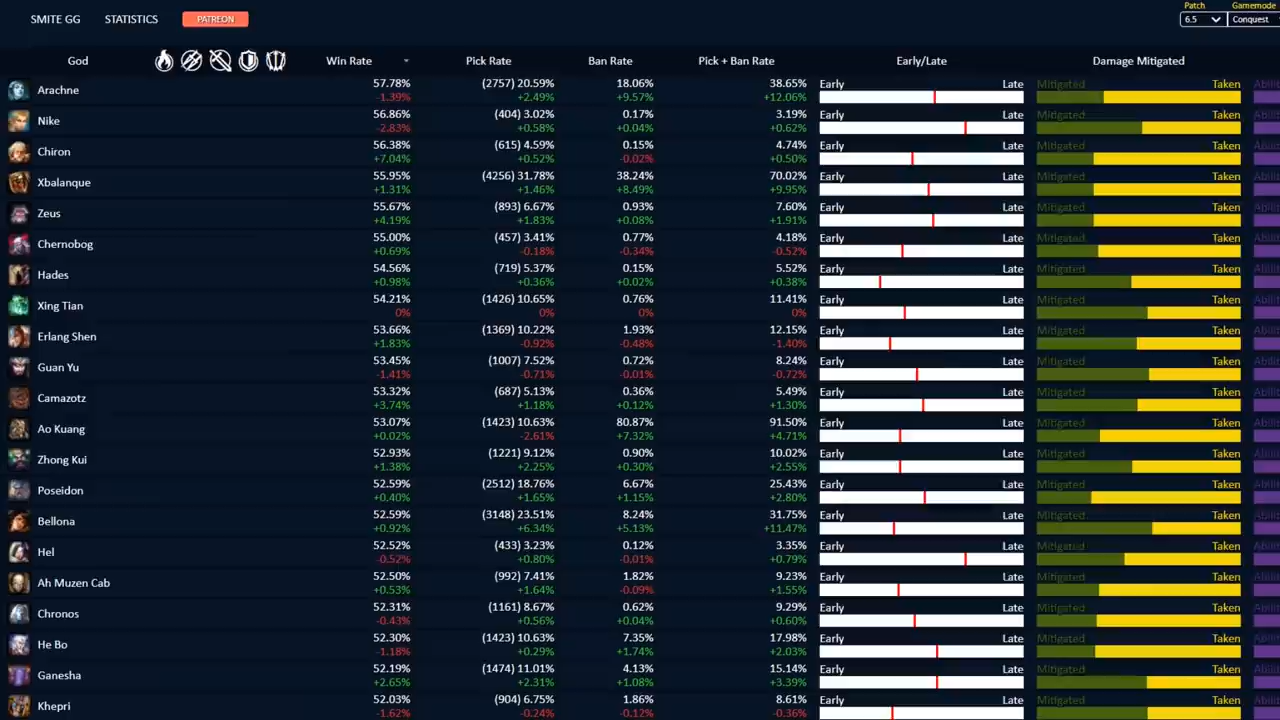 SMITE GG STATISTICS PATREON
Patch Gamemode
6.5 Conquest
God Win Rate Pick Rate Ban Rate Pick + Ban Rate Early/Late Damage Mitigated
Arachne 57.78% (2757) 20.59% 18.06% 38.65% Early Late Mitigated Taken
-1.39% +2.49% +9.57% +12.06%
Nike 56.86% 3.02% 0.17% 3.19% Early Late Mitigated Taken
-2.83% +0.58% +0.04% +0.62%
Chiron 56.38% (615) 4.59% 0.15% 4.74% Early Late Mitigated Taken
+7.04% +0.52% -0.02% +0.50%
Xbalanque 55.95% (4256) 31.78% 38.24% 70.02% Early Late Mitigated Taken
+1.31% +1.46% +8.49% +9.95%
Zeus 55.67% (893) 6.67% 0.93% 7.60% Early Late Mitigated Taken
+4.19% +1.83% +0.08% +1.91%
Chernobog 55.00% (457) 3.41% 0.77% 4.18% Early Late Mitigated Taken
+0.69% -0.18% -0.34% -0.52%
Hades 54.56% (719) 5.37% 0.15% 5.52% Early Late Mitigated Taken
+0.98% +0.36% +0.02% +0.38%
Xing Tian 54.21% (1426) 10.65% 0.76% 11.41% Early Late Mitigated Taken
0% 0% 0% 0%
Erlang Shen 53.66% (1369) 10.22% 1.93% 12.15% Early Late Mitigated Taken
+1.83% -0.92% -0.48% -1.40%
Guan Yu 53.45% (1007) 7.52% 0.72% 8.24% Early Late Mitigated Taken
-1.41% -0.71% -0.01% -0.72%
Camazotz 53.32% (687) 5.13% 0.36% 5.49% Early Late Mitigated Taken
+3.74% +1.18% +0.12% +1.30%
Ao Kuang 53.07% (1423) 10.63% 80.87% 91.50% Early Late Mitigated Taken
+0.02% -2.61% +7.32% +4.71%
Zhong Kui 52.93% (1221) 9.12% 0.90% 10.02% Early Late Mitigated Taken
+1.38% +2.25% +0.30% +2.55%
Poseidon 52.59% (2512) 18.76% 6.67% 25.43% Early Late Mitigated Taken
+0.40% +1.65% +1.15% +2.80%
Bellona 52.59% (3148) 23.51% 8.24% 31.75% Early Late Mitigated Taken
+0.92% +6.34% +5.13% +11.47%
Hel 52.52% (433) 3.23% 0.12% 3.35% Early Late Mitigated Taken
-0.52% +0.80% -0.01% +0.79%
Ah Muzen Cab 52.50% (992) 7.41% 1.82% 9.23% Early Late Mitigated Taken
+0.53% +1.64% -0.09% +1.55%
Chronos 52.31% (1161) 8.67% 0.62% 9.29% Early Late Mitigated Taken
-0.43% +0.56% +0.04% +0.60%
He Bo 52.30% (1423) 10.63% 7.35% 17.98% Early Late Mitigated Taken
-1.18% +0.29% +1.74% +2.03%
Ganesha 52.19% (1474) 11.01% 4.13% 15.14% Early Late Mitigated Taken
+2.65% +2.31% +1.08% +3.39%
Khepri 52.03% (904) 6.75% 1.86% 8.61% Early Late Mitigated Taken
-1.62% -0.24% -0.12% -0.36%